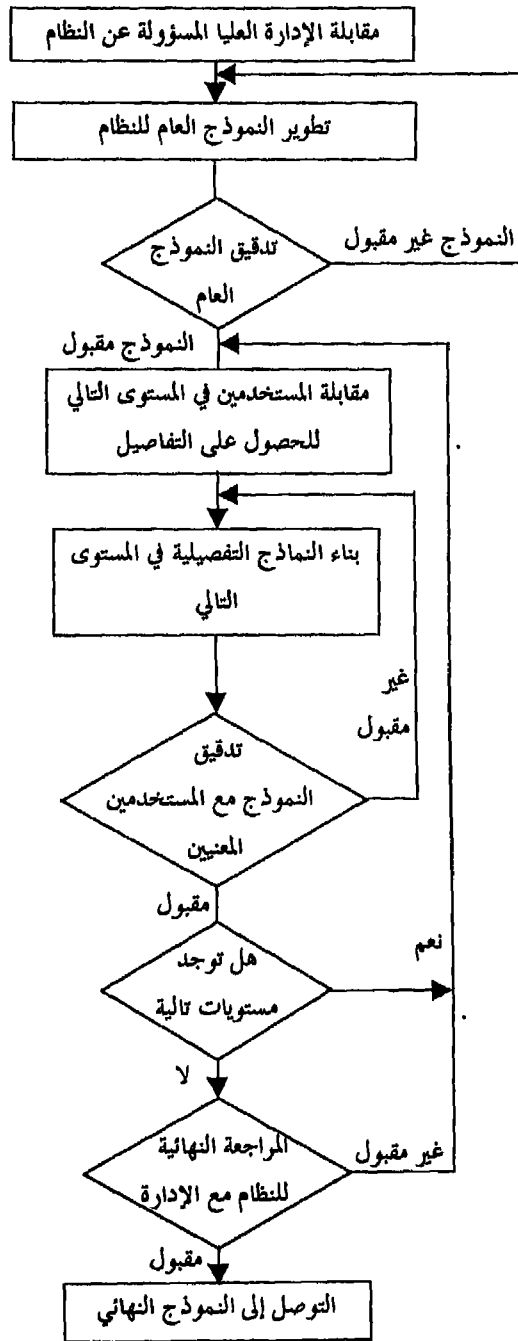 مقابلة الإدارة العليا المسؤولة عن النظام
تطوير النموذج العام للنظام
تدقيق النموذج
العام
النموذج غير مقبول
النموذج مقبول
مقابلة المستخدمين في المستوى التالي
للحصول على التفاصيل
بناء النماذج التفصيلية في المستوى
التالي
غير
مقبول
تدقيق
النموذج مع المستخدمين
المعنيين
مقبول
هل توجد
مستويات تالية
نعم
لا
المراجعة النهائية
للنظام مع الإدارة
غير مقبول
مقبول
التوصل إلى النموذج النهائي